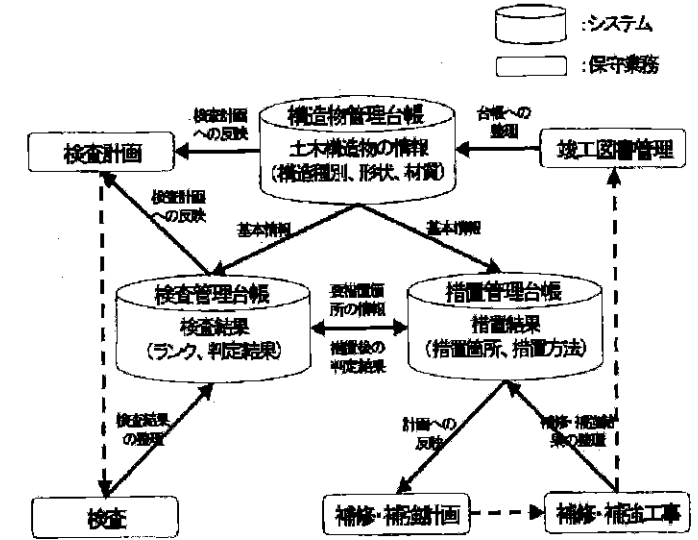 :システム
:保守業務
構造物管理台帳
土木構造物の情報
(構造種別、形状、材質)
検査計画
への反映
台帳への
整理
検査計画
竣工図書管理
検査計画
への反映
基本情報
基本情報
検査管理台帳
検査結果
(ランク、判定結果)
要措置箇
所の情報
措置後の
判定結果
措置管理台帳
措置結果
(措置箇所、措置方法)
検査結果
の整理
計画への
反映
補修・補強結
果の整理
検査
補修・補強計画
補修・補強工事